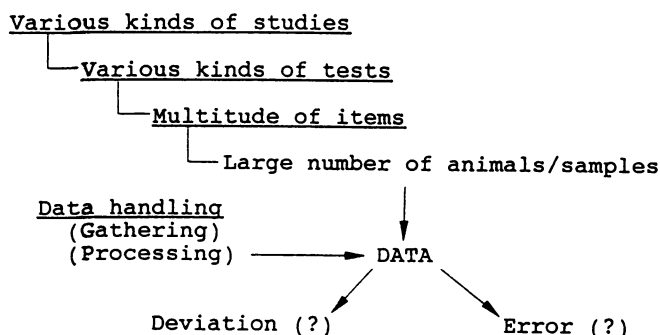 Various kinds of studies
Various kinds of tests
Multitude of items
Large number of animals/samples
Data handling
(Gathering)
(Processing)
DATA
Deviation (?)
Error (?)